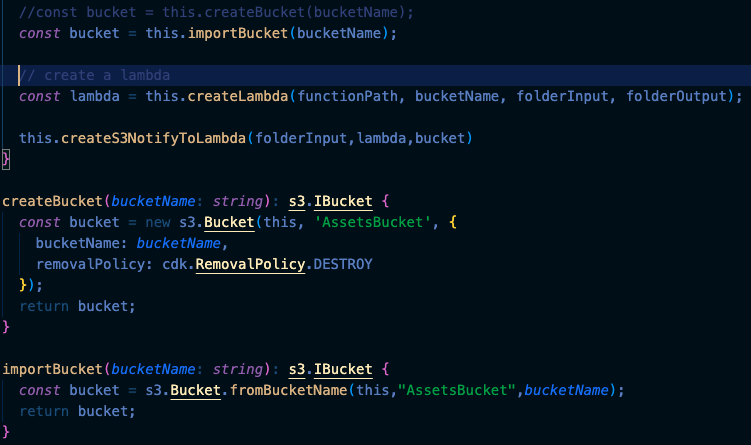 //const bucket = this.createBucket(bucketName);
const bucket = this.importBucket(bucketName);
// create a lambda
const lambda = this.createLambda(functionPath, bucketName, folderInput, folderOutput);
this.createS3NotifyToLambda(folderInput,lambda,bucket)
}
createBucket(bucketName: string): s3.IBucket {
const bucket = new s3.Bucket(this, 'AssetsBucket', {
bucketName: bucketName,
removalPolicy: cdk.RemovalPolicy.DESTROY
});
return bucket;
}
importBucket(bucketName: string): s3.IBucket {
const bucket = s3.Bucket.fromBucketName(this,"AssetsBucket",bucketName);
return bucket;
}